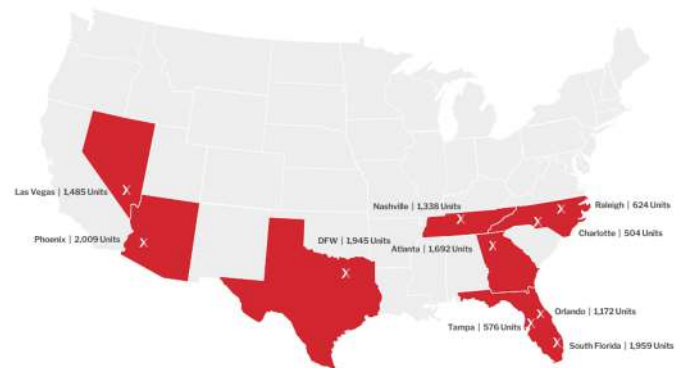 Las Vegas | 1,485 Units
Nashville | 1,338 Units
Raleigh | 624 Units
Phoenix | 2,009 Units
DFW | 1,945 Units
Atlanta | 1,692 Units
Charlotte | 504 Units
Orlando | 1,172 Units
Tampa | 576 Units
South Florida | 1,959 Units